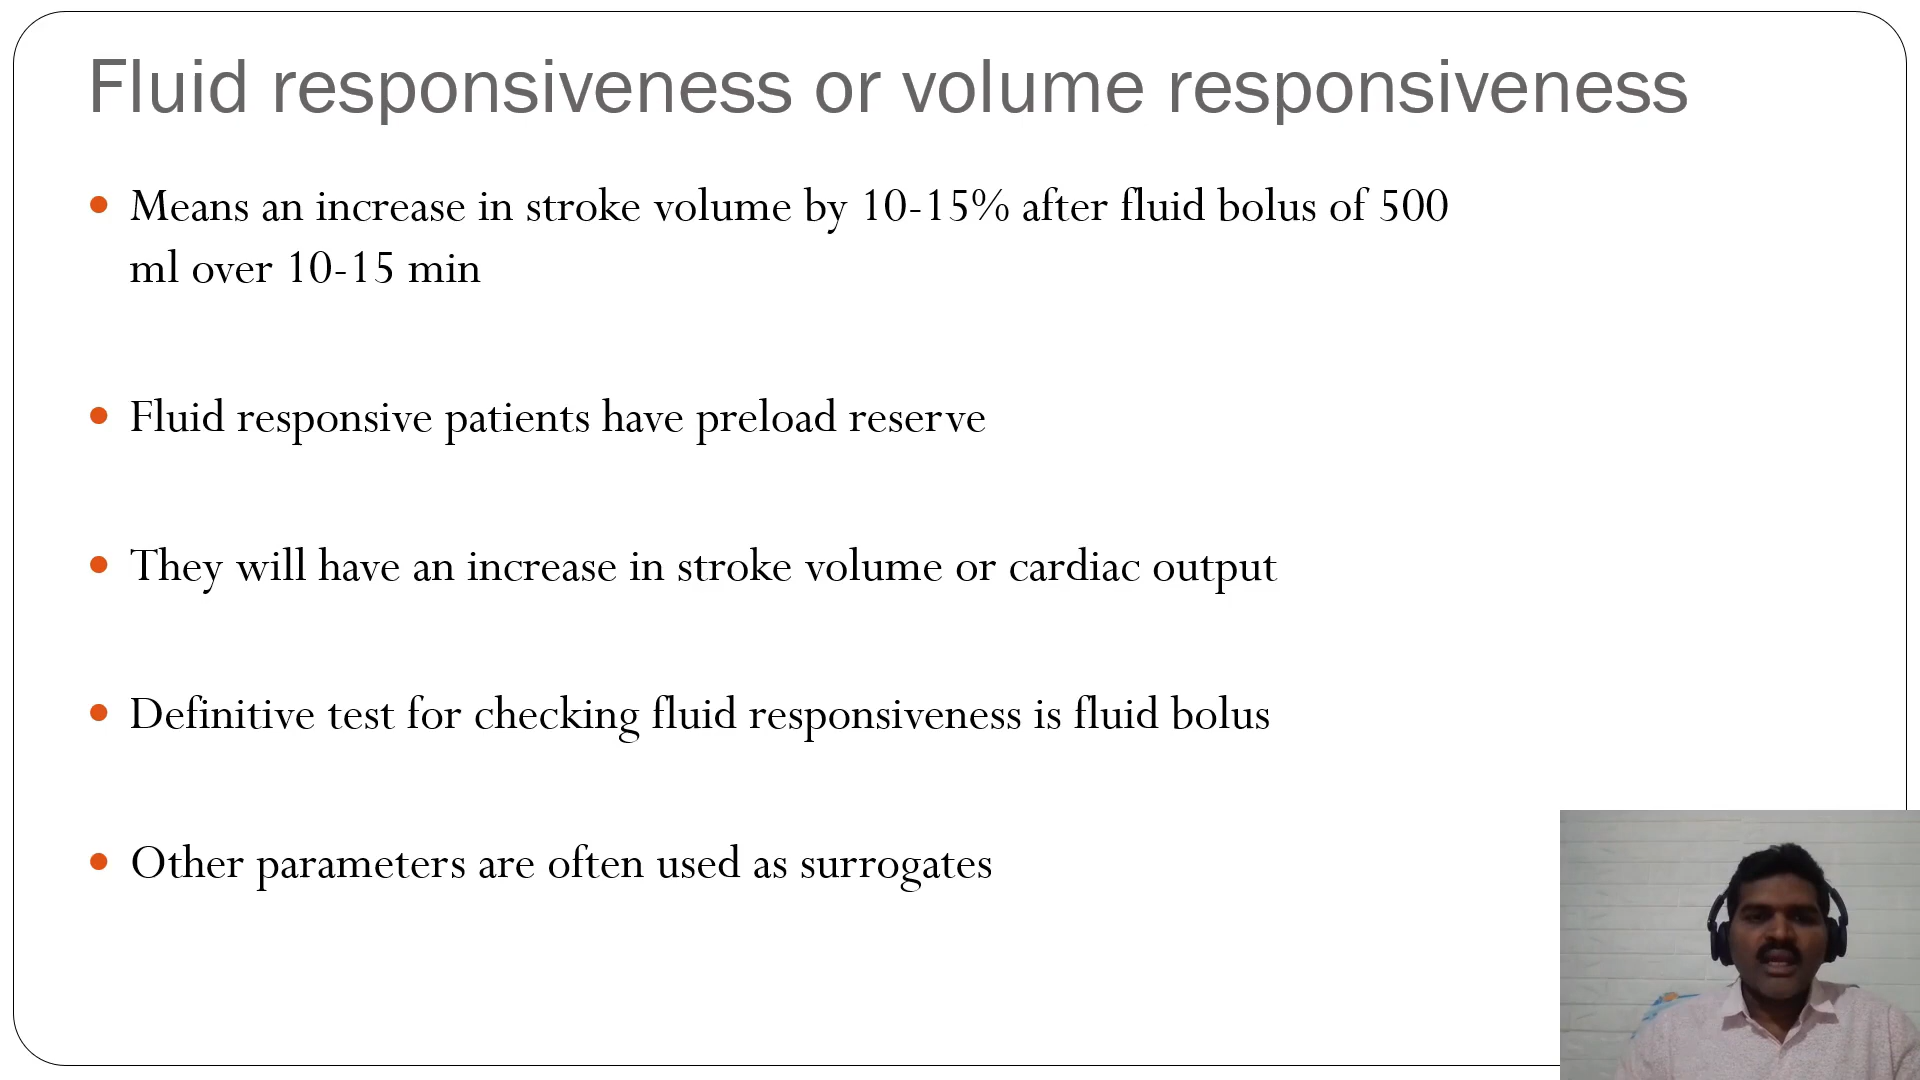 Fluid responsiveness or volume responsiveness
Means an increase in stroke volume by 10-15% after fluid bolus of 500
ml over 10-15 min
Fluid responsive patients have preload reserve
They will have an increase in stroke volume or cardiac output
Definitive test for checking fluid responsiveness is fluid bolus
Other parameters are often used as surrogates